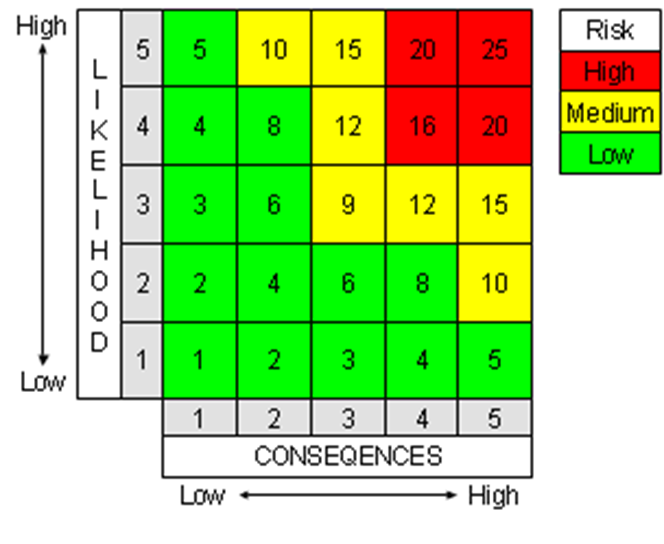 High
LIKELIHOOD
5 5 10 15 20 25
4 4 8 12 16 20
3 3 6 9 12 15
2 2 4 6 8 10
1 1 2 3 4 5
Low
1 2 3 4 5
CONSEQENCES
Low High
Risk
High
Medium
Low